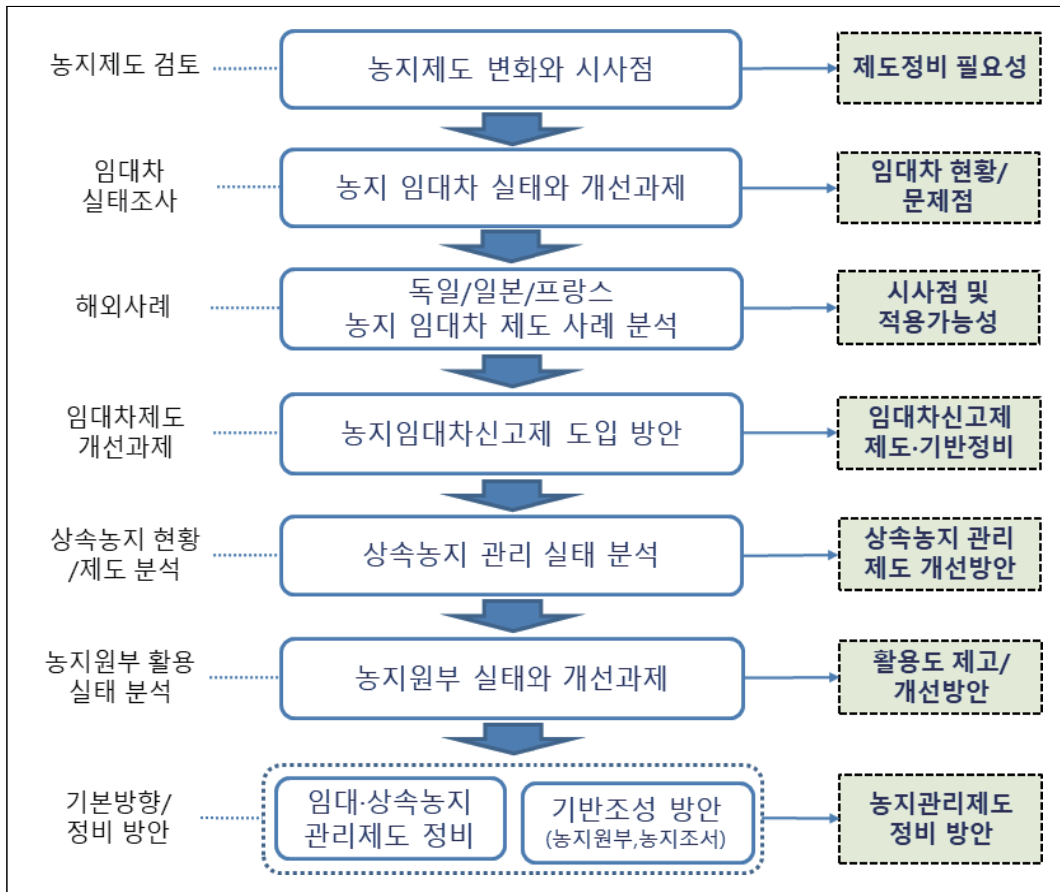 농지제도 검토
농지제도 변화와 시사점
제도정비 필요성
임대차
실태조사
농지 임대차 실태와 개선과제
임대차 현황/
문제점
해외사례
독일/일본/프랑스
농지 임대차 제도 사례 분석
시사점 및
적용가능성
임대차제도
개선과제
농지임대차신고제 도입 방안
임대차신고제
제도·기반정비
상속농지 현황
/제도 분석
상속농지 관리 실태 분석
상속농지 관리
제도 개선방안
농지원부 활용
실태 분석
농지원부 실태와 개선과제
활용도 제고/
개선방안
기본방향/
정비 방안
임대·상속농지
관리제도 정비
기반조성 방안
(농지원부,농지조서)
농지관리제도
정비 방안